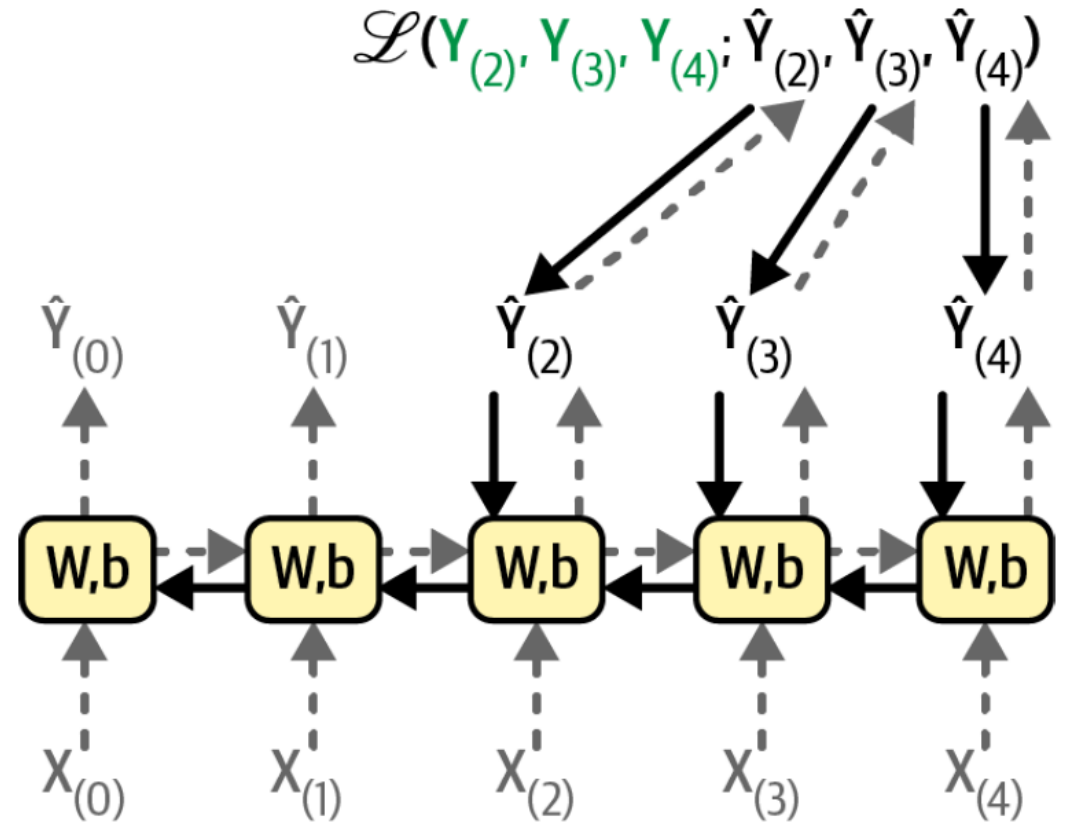 ℒ(Y(2), Y(3), Y(4); Ŷ(2), Ŷ(3), Ŷ(4))
Ŷ(0) Ŷ(1) Ŷ(2) Ŷ(3) Ŷ(4)
W,b W,b W,b W,b W,b
X(0) X(1) X(2) X(3) X(4)